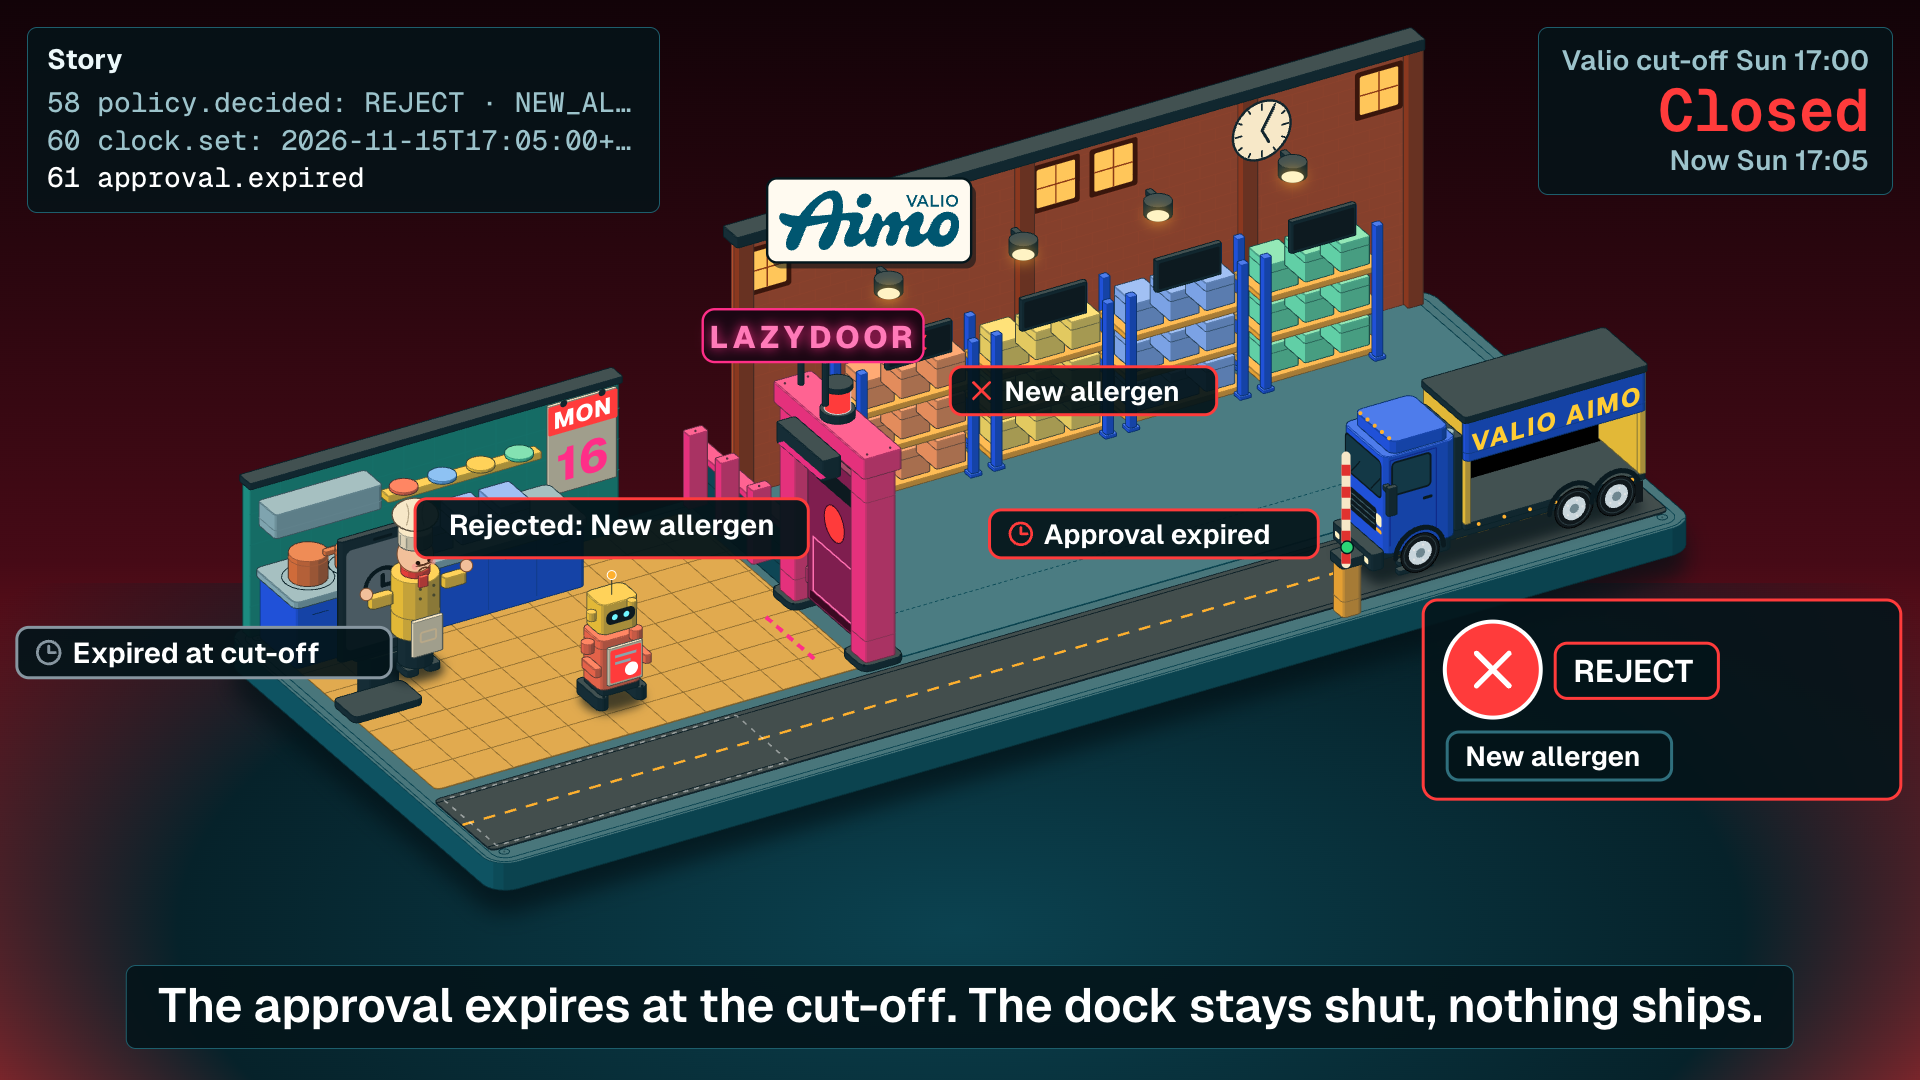 Story
58 policy.decided: REJECT · NEW_AL…
60 clock.set: 2026-11-15T17:05:00+…
61 approval.expired
Valio cut-off Sun 17:00
Closed
Now Sun 17:05
VALIO
Aimo
LAZYDOOR
New allergen
VALIO AIMO
MON
16
Rejected: New allergen
Approval expired
Expired at cut-off
REJECT
New allergen
The approval expires at the cut-off. The dock stays shut, nothing ships.